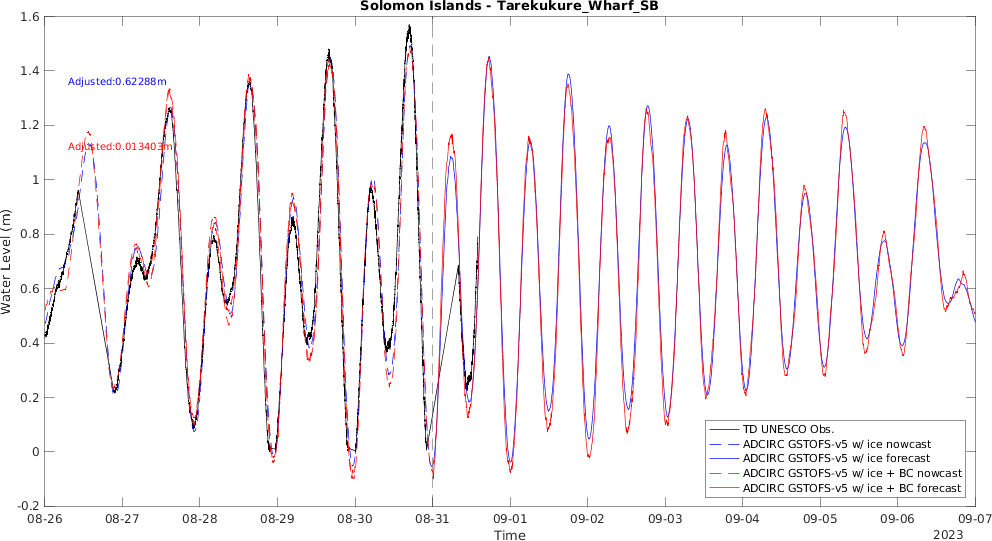 Solomon Islands - Tarekukure_Wharf_SB
1.6
1.4
1.2
1
0.8
0.6
0.4
0.2
0
-0.2
Water Level (m)
Adjusted:0.62288m
Adjusted:0.013403m
TD UNESCO Obs.
ADCIRC GSTOFS-v5 w/ ice nowcast
ADCIRC GSTOFS-v5 w/ ice forecast
ADCIRC GSTOFS-v5 w/ ice + BC nowcast
ADCIRC GSTOFS-v5 w/ ice + BC forecast
08-26 08-27 08-28 08-29 08-30 08-31 09-01 09-02 09-03 09-04 09-05 09-06 09-07
Time
2023